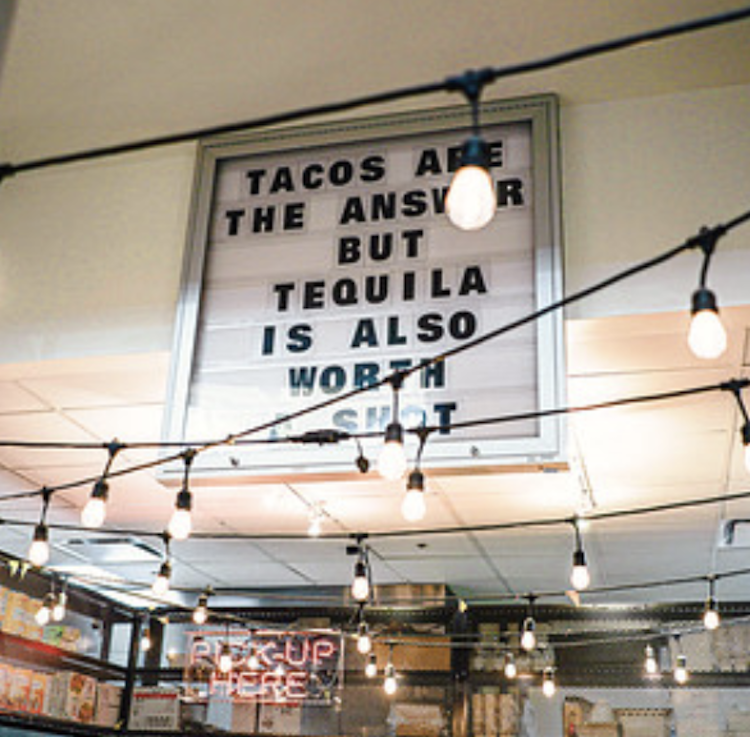 TACOS ARE
THE ANSWER
BUT
TEQUILA
IS ALSO
WORTH
A SHOT
PICK-UP
HERE